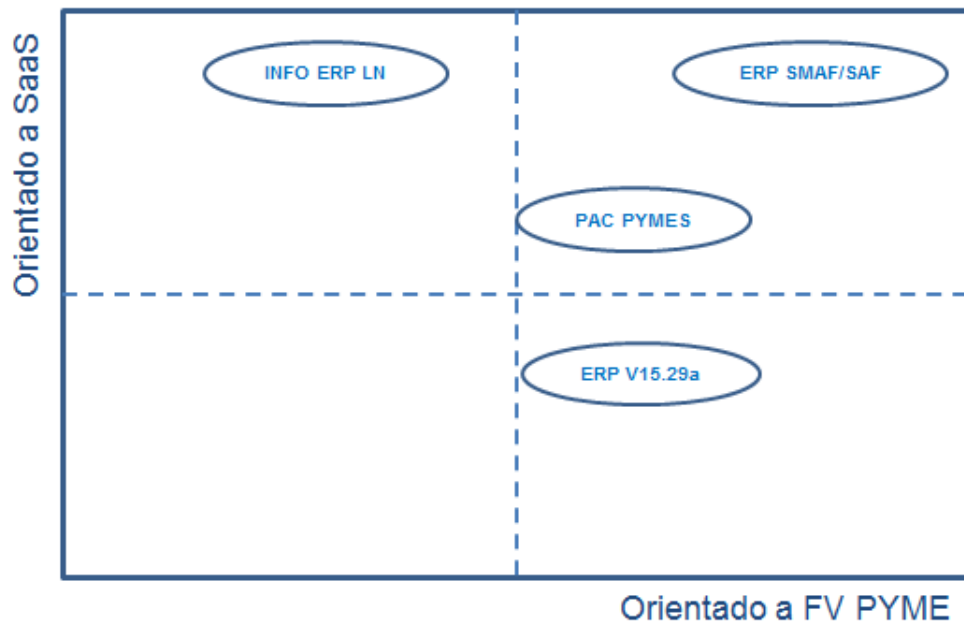 Orientado a SaaS
INFO ERP LN
ERP SMAF/SAF
PAC PYMES
ERP V15.29a
Orientado a FV PYME